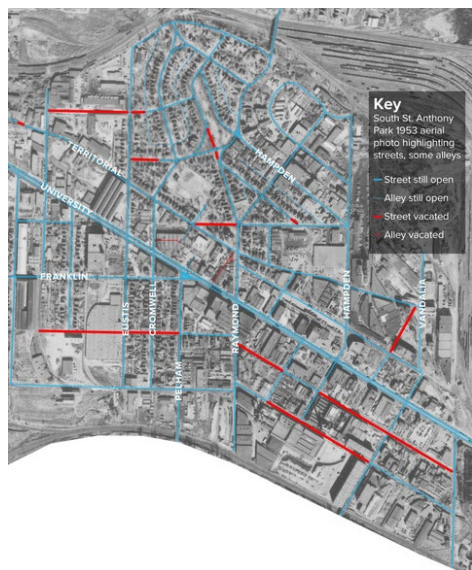 Key
South St. Anthony
Park 1953 aerial
photo highlighting
streets, some alleys
Street still open
Alley still open
Street vacated
Alley vacated
TERRITORIAL
HAMPDEN
UNIVERSITY
FRANKLIN
EUSTIS
CROMWELL
PELHAM
RAYMOND
HAMPDEN
VANDALIA